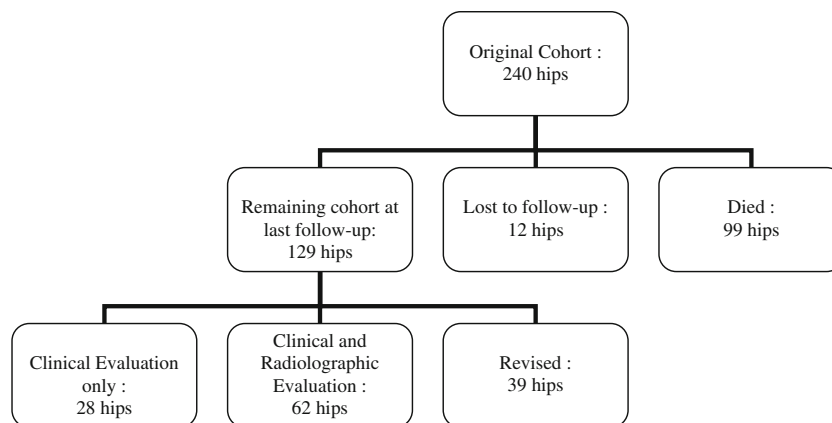 Original Cohort :
240 hips
Remaining cohort at
last follow-up:
129 hips
Lost to follow-up :
12 hips
Died :
99 hips
Clinical Evaluation
only :
28 hips
Clinical and
Radiolographic
Evaluation :
62 hips
Revised :
39 hips